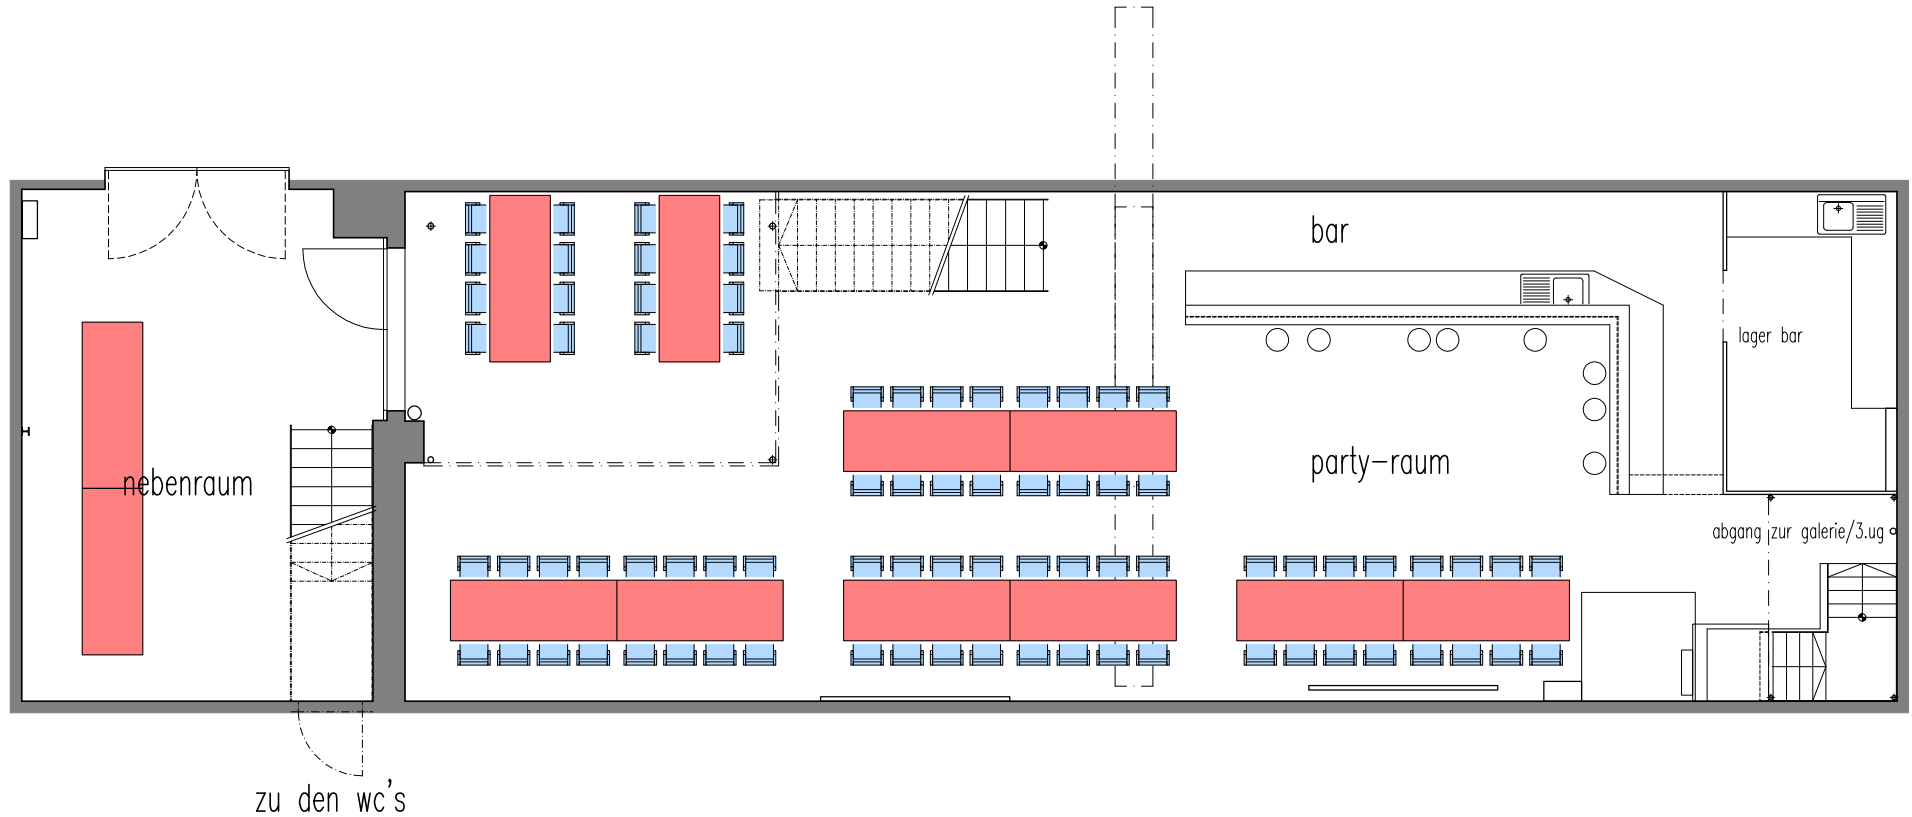 bar
lager bar
party-raum
nebenraum
abgang zur galerie/3.ug
zu den wc's